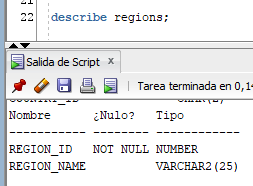 21
22 describe regions;
Salida de Script x
Tarea terminada en 0,1
COUNTRY_ID CHAR(2)
Nombre ¿Nulo? Tipo
----------- -------- ------------
REGION_ID NOT NULL NUMBER
REGION_NAME VARCHAR2(25)